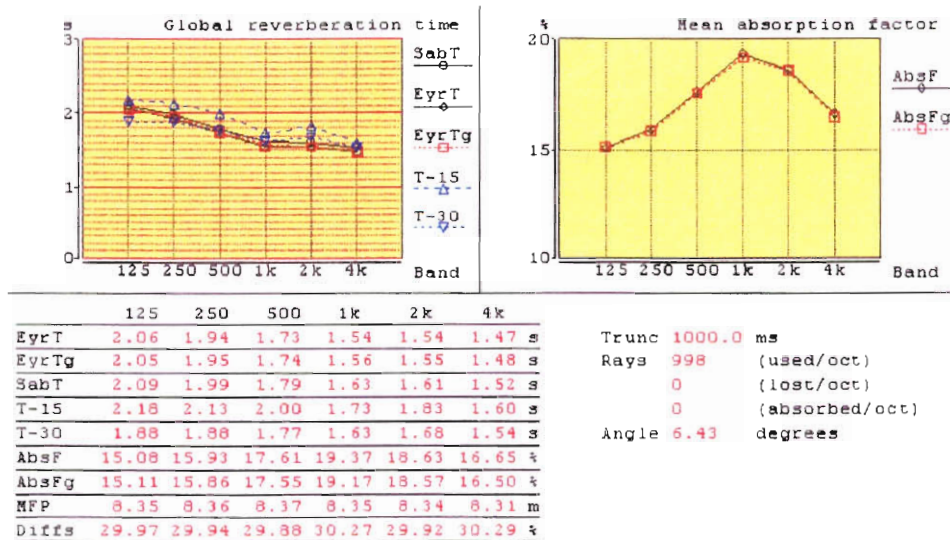 s Global reverberation time
3
2
1
0
125 250 500 1k 2k 4k Band
SabT
EyrT
EyrTg
T-15
T-30
% Mean absorption factor
20
15
10
125 250 500 1k 2k 4k Band
AbsF
AbsFg
125 250 500 1k 2k 4k
EyrT 2.06 1.94 1.73 1.54 1.54 1.47 s
EyrTg 2.05 1.95 1.74 1.56 1.55 1.48 s
SabT 2.09 1.99 1.79 1.63 1.61 1.52 s
T-15 2.18 2.13 2.00 1.73 1.83 1.60 s
T-30 1.88 1.88 1.77 1.63 1.68 1.54 s
AbsF 15.08 15.93 17.61 19.37 18.63 16.65 %
AbsFg 15.11 15.86 17.55 19.17 18.57 16.50 %
MFP 8.35 8.36 8.37 8.35 8.34 8.31 m
Diffs 29.97 29.94 29.88 30.27 29.92 30.29 %
Trunc 1000.0 ms
Rays 998 (used/oct)
0 (lost/oct)
0 (absorbed/oct)
Angle 6.43 degrees